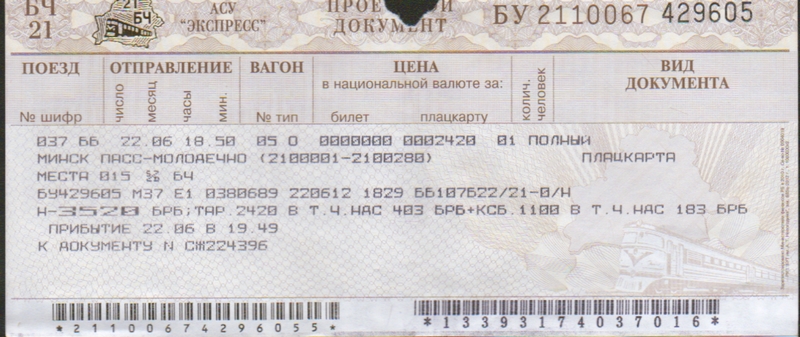 БЧ 21
21 БЧ
АСУ "ЭКСПРЕСС"
ДОКУМЕНТ
БУ 2110067 429605
ПОЕЗД ОТПРАВЛЕНИЕ ВАГОН ЦЕНА ВИД ДОКУМЕНТА
в национальной валюте за:
№ шифр число месяц часы мин. № тип билет плацкарту колич. человек
037 ББ 22.06 18.50 05 О 0000000 0002420 01 ПОЛНЫЙ
МИНСК ПАСС-МОЛОДЕЧНО (2100001-2100280) ПЛАЦКАРТА
МЕСТА 015 БЧ
БУ429605 М37 Е1 0380689 220612 1829 ББ107Б22/21-0/Н
Н-3520 БРБ;ТАР.2420 В Т.Ч.НАС 403 БРБ+КСБ.1100 В Т.Ч.НАС 183 БРБ
ПРИБЫТИЕ 22.06 В 19.49
К ДОКУМЕНТУ N СЖ224396
*21100674296055*
*13393174037016*